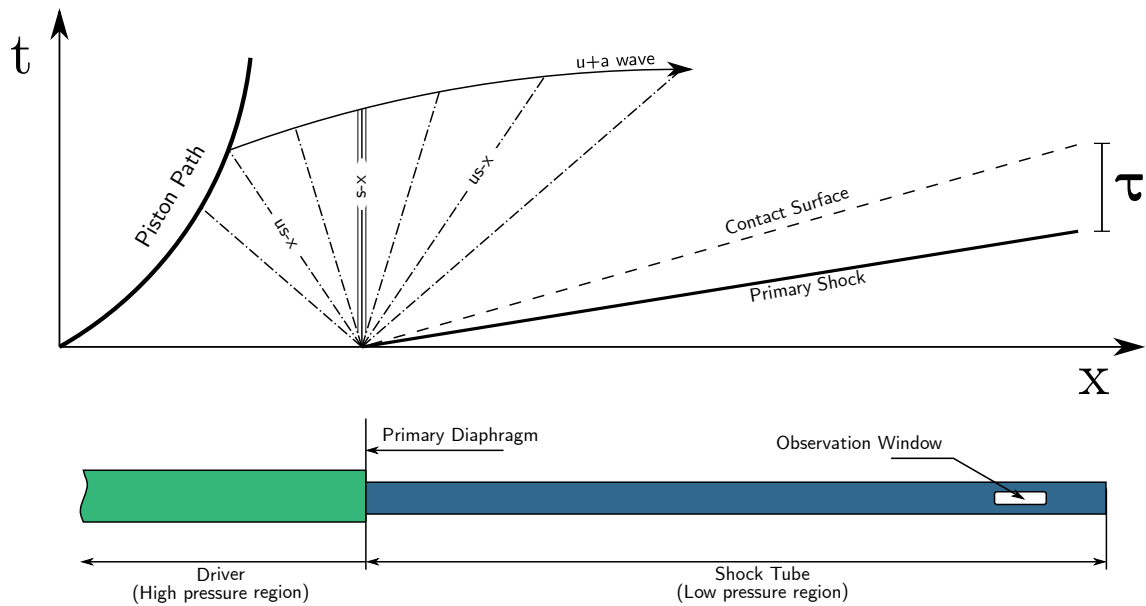 t
u+a wave
Piston Path
us-x
s-x
us-x
Contact Surface
τ
Primary Shock
x
Primary Diaphragm
Observation Window
Driver
(High pressure region)
Shock Tube
(Low pressure region)